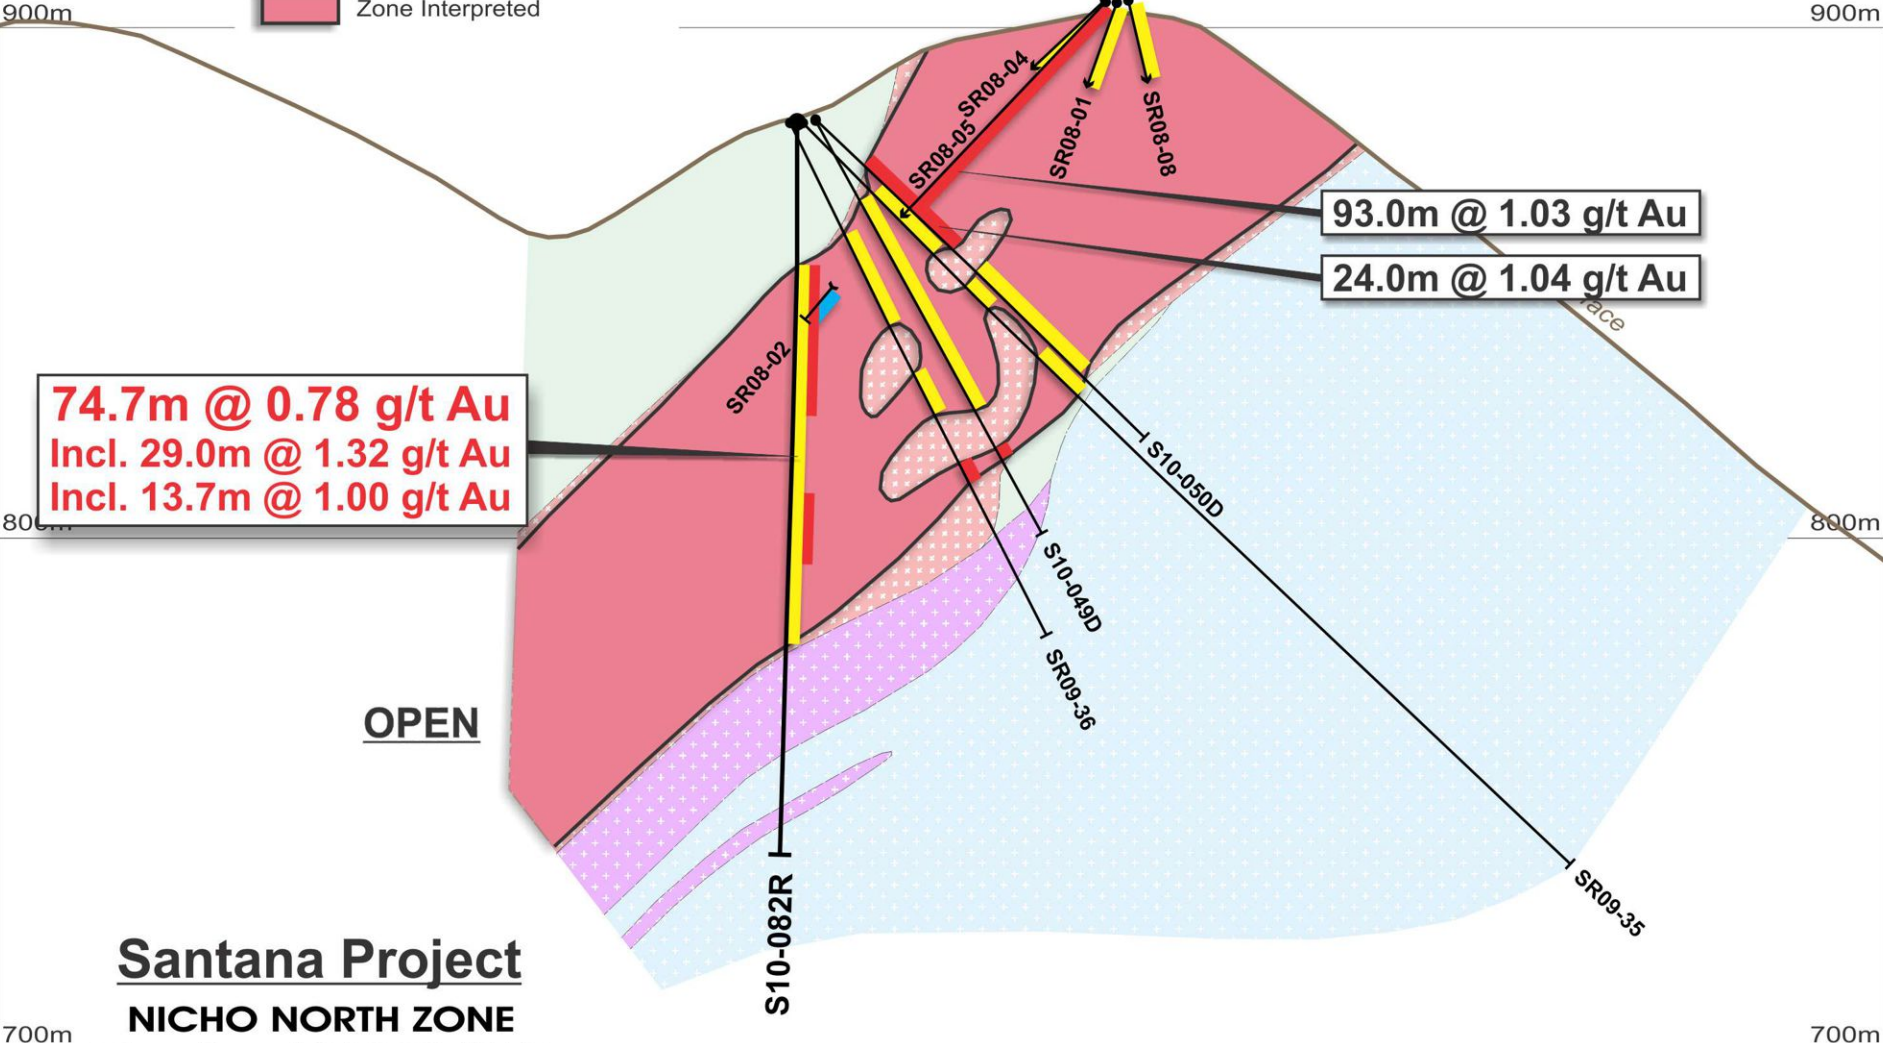 Zone Interpreted
900m
900m
SR08-04
SR08-05
SR08-01
SR08-08
93.0m @ 1.03 g/t Au
24.0m @ 1.04 g/t Au
SR08-02
74.7m @ 0.78 g/t Au
Incl. 29.0m @ 1.32 g/t Au
Incl. 13.7m @ 1.00 g/t Au
S10-050D
800m
800m
S10-049D
SR09-36
OPEN
S10-082R
SR09-35
Santana Project
NICHO NORTH ZONE
700m
700m